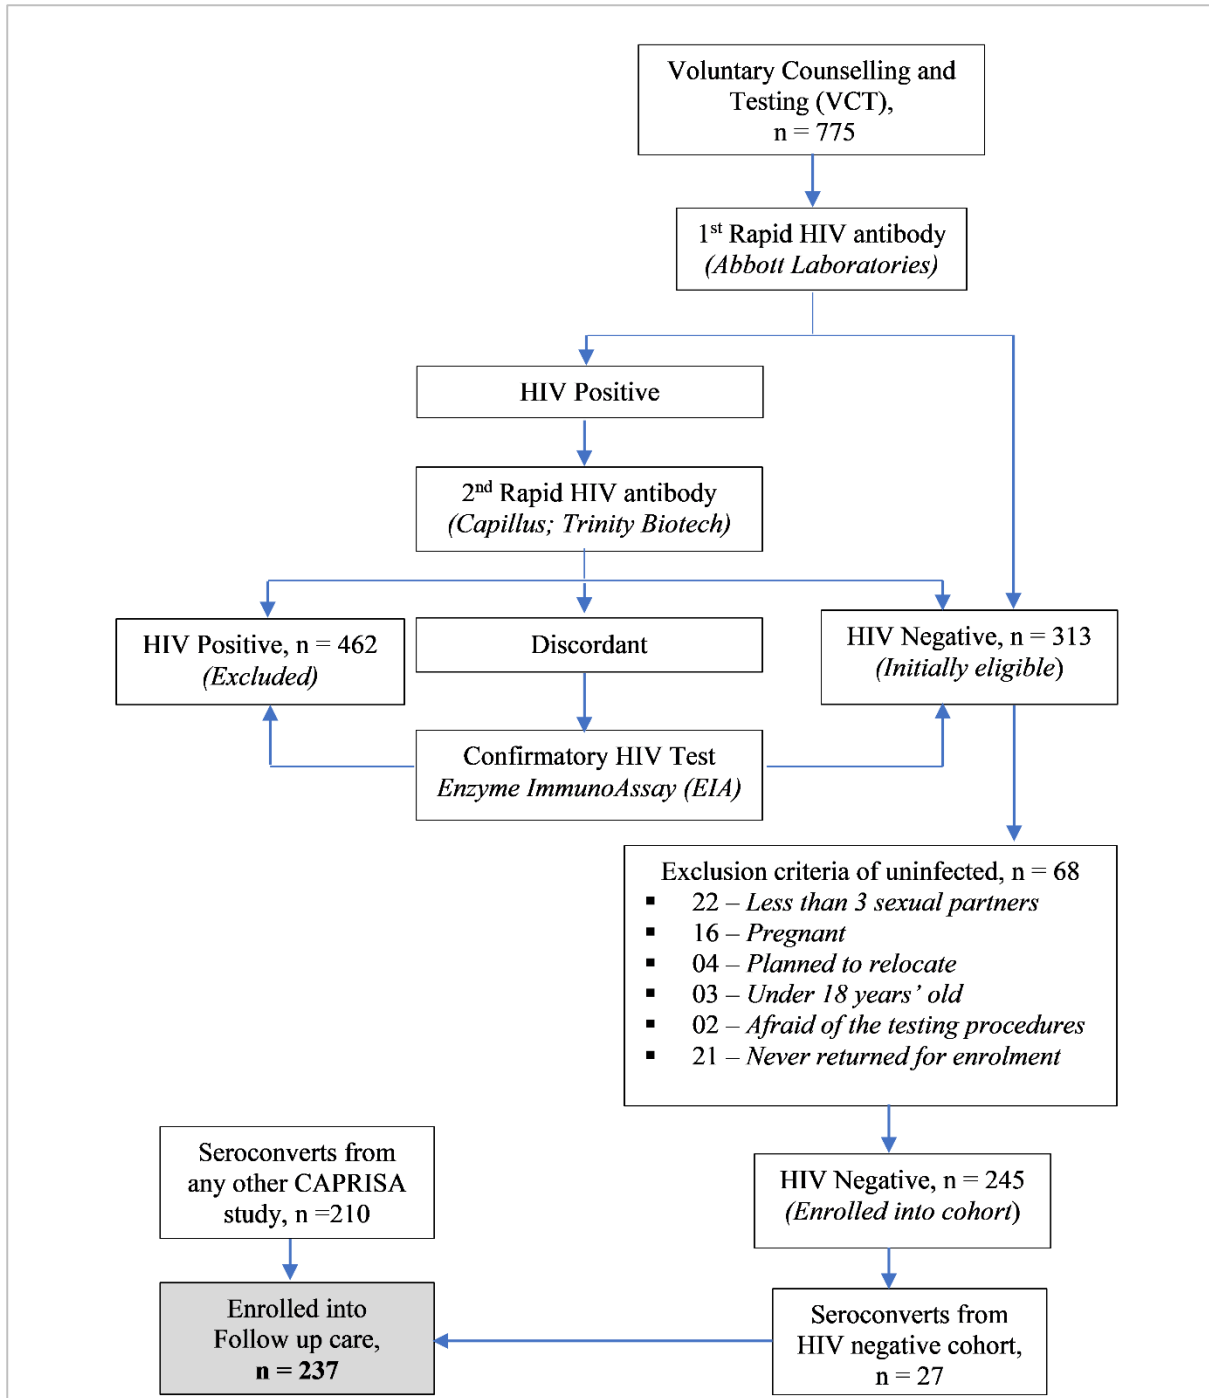 Voluntary Counselling and
Testing (VCT),
n = 775
1st Rapid HIV antibody
(Abbott Laboratories)
HIV Positive
2nd Rapid HIV antibody
(Capillus; Trinity Biotech)
HIV Positive, n = 462
(Excluded)
Discordant
HIV Negative, n = 313
(Initially eligible)
Confirmatory HIV Test
Enzyme ImmunoAssay (EIA)
Exclusion criteria of uninfected, n = 68
▪ 22 – Less than 3 sexual partners
▪ 16 – Pregnant
▪ 04 – Planned to relocate
▪ 03 – Under 18 years’ old
▪ 02 – Afraid of the testing procedures
▪ 21 – Never returned for enrolment
Seroconverts from
any other CAPRISA
study, n =210
HIV Negative, n = 245
(Enrolled into cohort)
Enrolled into
Follow up care,
n = 237
Seroconverts from
HIV negative cohort,
n = 27